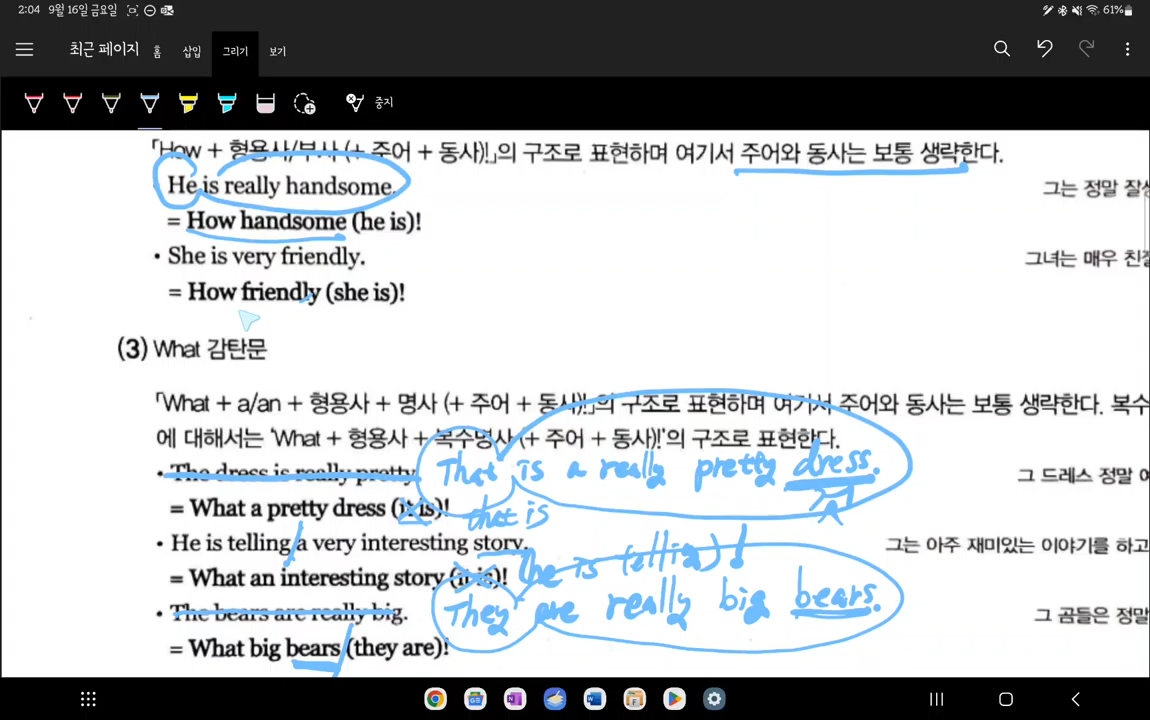 2:04 9월 16일 금요일 61%
최근 페이지 홈 삽입 그리기 보기
중지
「How + 형용사/부사 (+ 주어 + 동사)!」의 구조로 표현하며 여기서 주어와 동사는 보통 생략한다.
• He is really handsome. 그는 정말 잘생
= How handsome (he is)!
• She is very friendly. 그녀는 매우 친절
= How friendly (she is)!
(3) What 감탄문
「What + a/an + 형용사 + 명사 (+ 주어 + 동사)!」의 구조로 표현하며 여기서 주어와 동사는 보통 생략한다. 복수
에 대해서는 ‘What + 형용사 + 복수명사 (+ 주어 + 동사)!’의 구조로 표현한다.
• The dress is really pretty. That is a really pretty dress. 그 드레스 정말 예
= What a pretty dress (it is)! that is
• He is telling a very interesting story. 그는 아주 재미있는 이야기를 하고
he is !
= What an interesting story (it is)!
• The bears are really big. They are really big bears. 그 곰들은 정말
= What big bears (they are)!